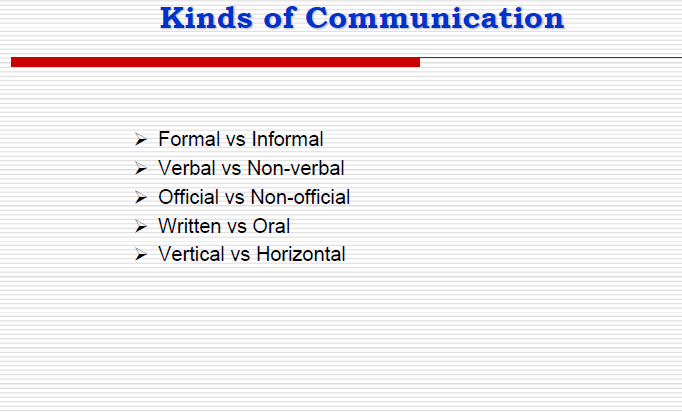 Kinds of Communication
➢ Formal vs Informal
➢ Verbal vs Non-verbal
➢ Official vs Non-official
➢ Written vs Oral
➢ Vertical vs Horizontal